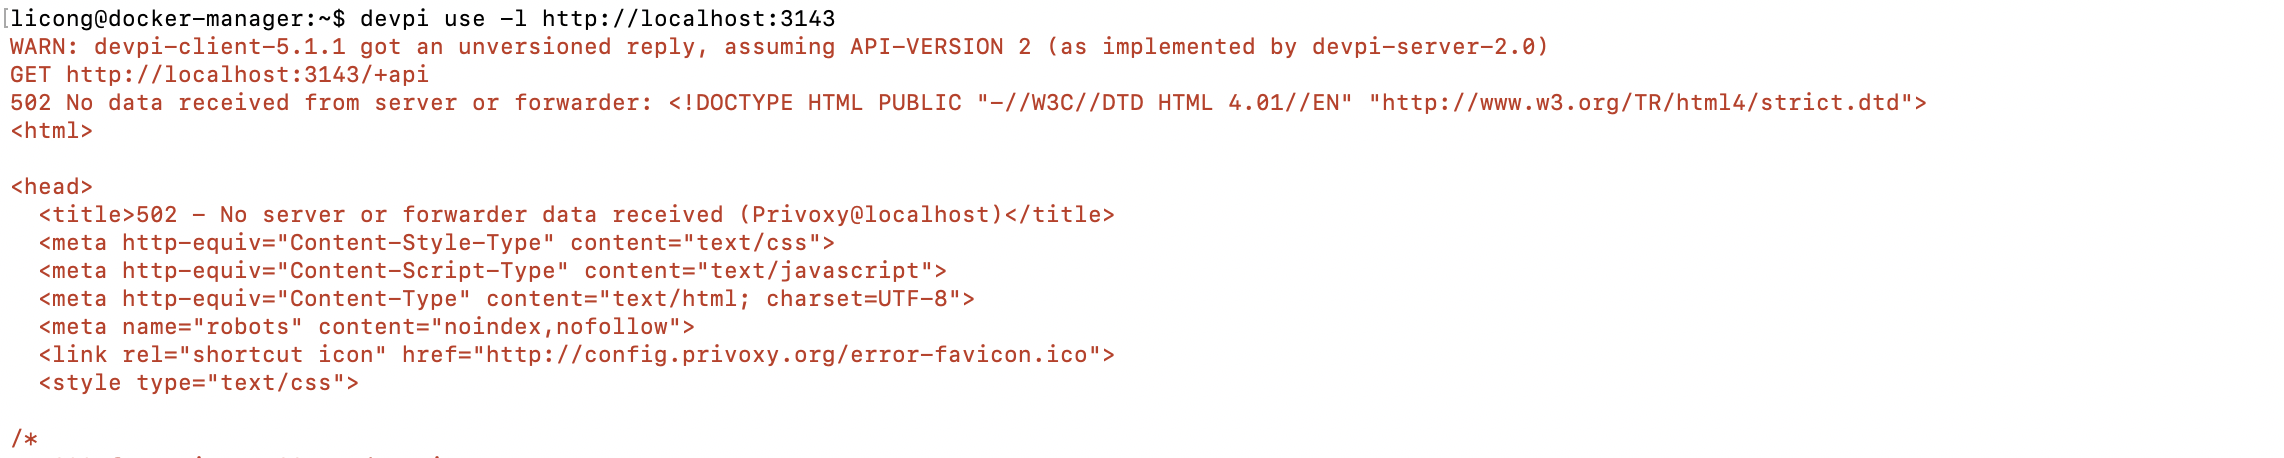 [licong@docker-manager:~$ devpi use -l http://localhost:3143
WARN: devpi-client-5.1.1 got an unversioned reply, assuming API-VERSION 2 (as implemented by devpi-server-2.0)
GET http://localhost:3143/+api
502 No data received from server or forwarder: <!DOCTYPE HTML PUBLIC "-//W3C//DTD HTML 4.01//EN" "http://www.w3.org/TR/html4/strict.dtd">
<html>
<head>
<title>502 - No server or forwarder data received (Privoxy@localhost)</title>
<meta http-equiv="Content-Style-Type" content="text/css">
<meta http-equiv="Content-Script-Type" content="text/javascript">
<meta http-equiv="Content-Type" content="text/html; charset=UTF-8">
<meta name="robots" content="noindex,nofollow">
<link rel="shortcut icon" href="http://config.privoxy.org/error-favicon.ico">
<style type="text/css">
/*